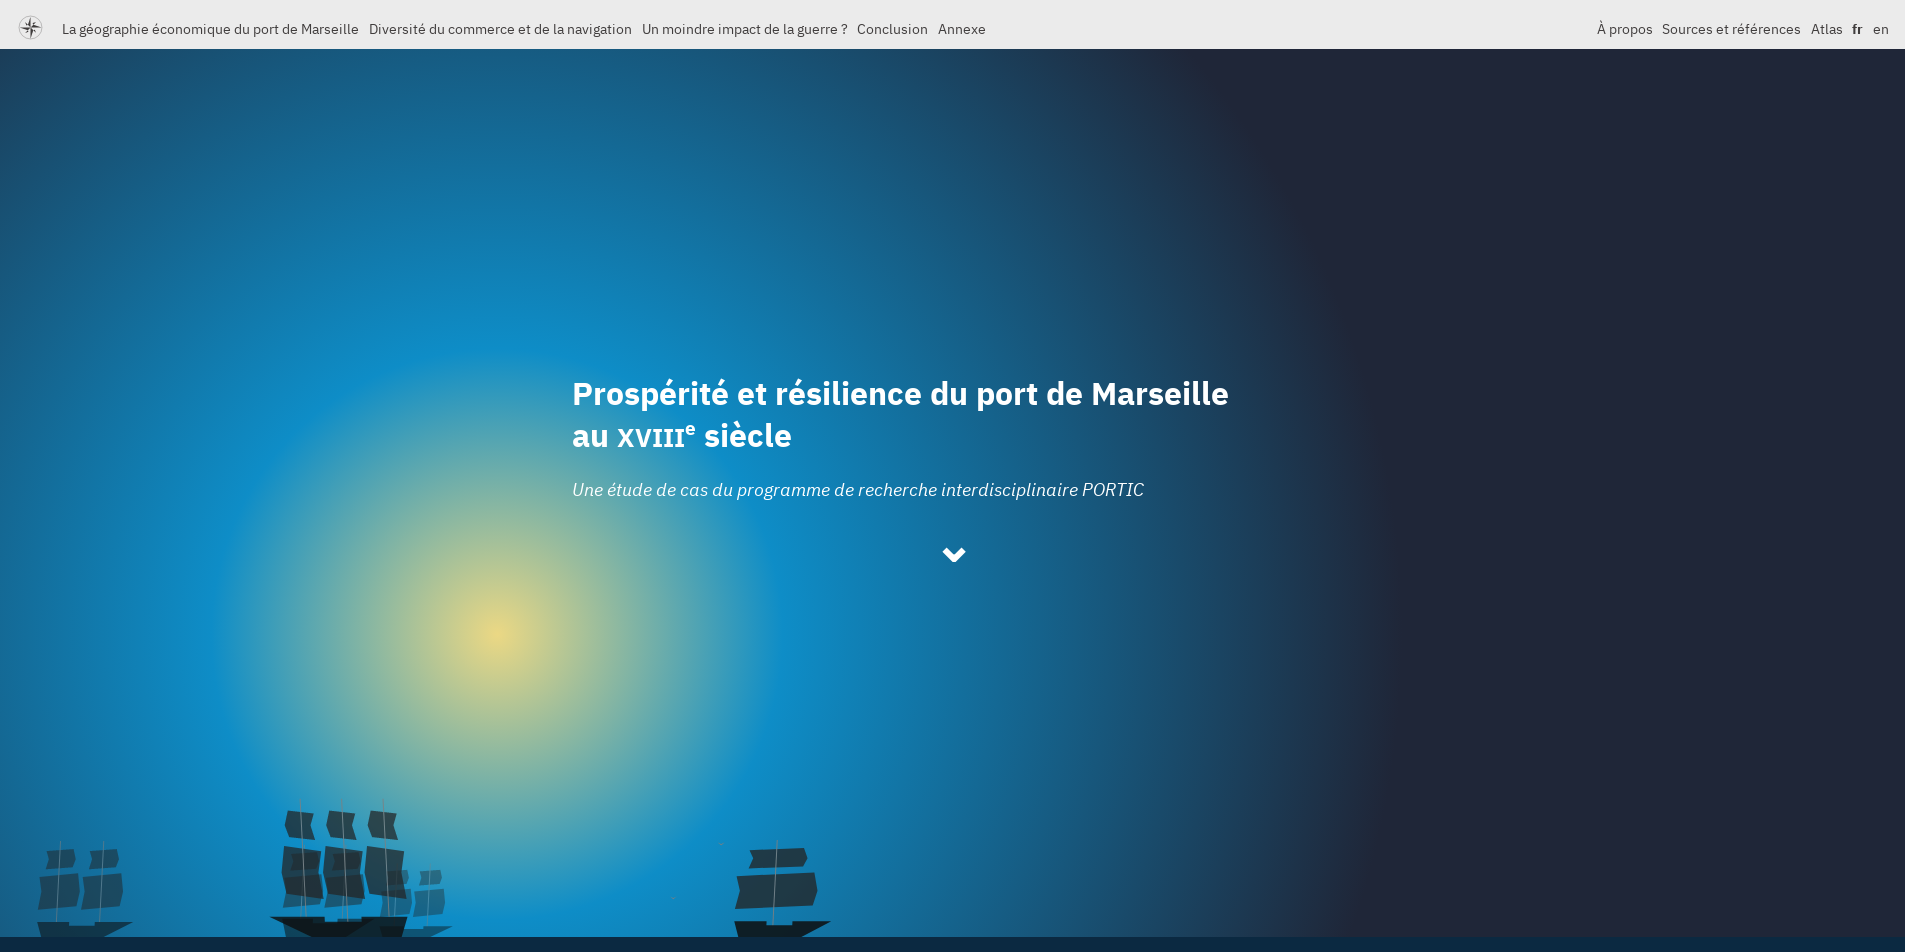 La géographie économique du port de Marseille Diversité du commerce et de la navigation Un moindre impact de la guerre ? Conclusion Annexe À propos Sources et références Atlas fr en
Prospérité et résilience du port de Marseille
au XVIIIe siècle
Une étude de cas du programme de recherche interdisciplinaire PORTIC